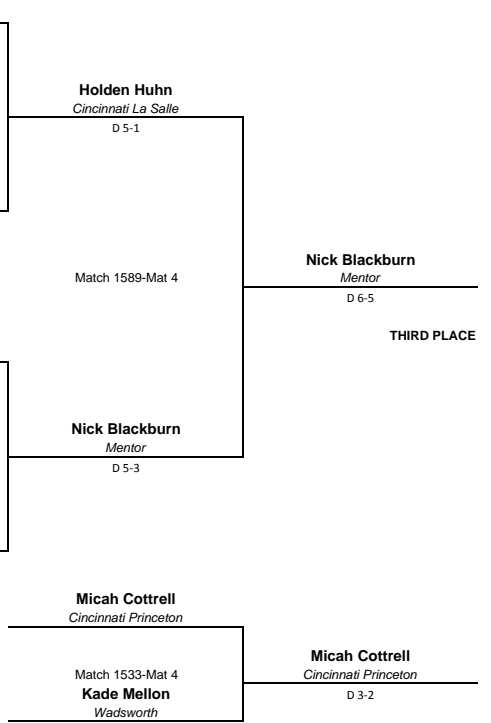 Holden Huhn
Cincinnati La Salle
D 5-1
Match 1589-Mat 4
Nick Blackburn
Mentor
D 6-5
THIRD PLACE
Nick Blackburn
Mentor
D 5-3
Micah Cottrell
Cincinnati Princeton
Match 1533-Mat 4
Kade Mellon
Wadsworth
Micah Cottrell
Cincinnati Princeton
D 3-2